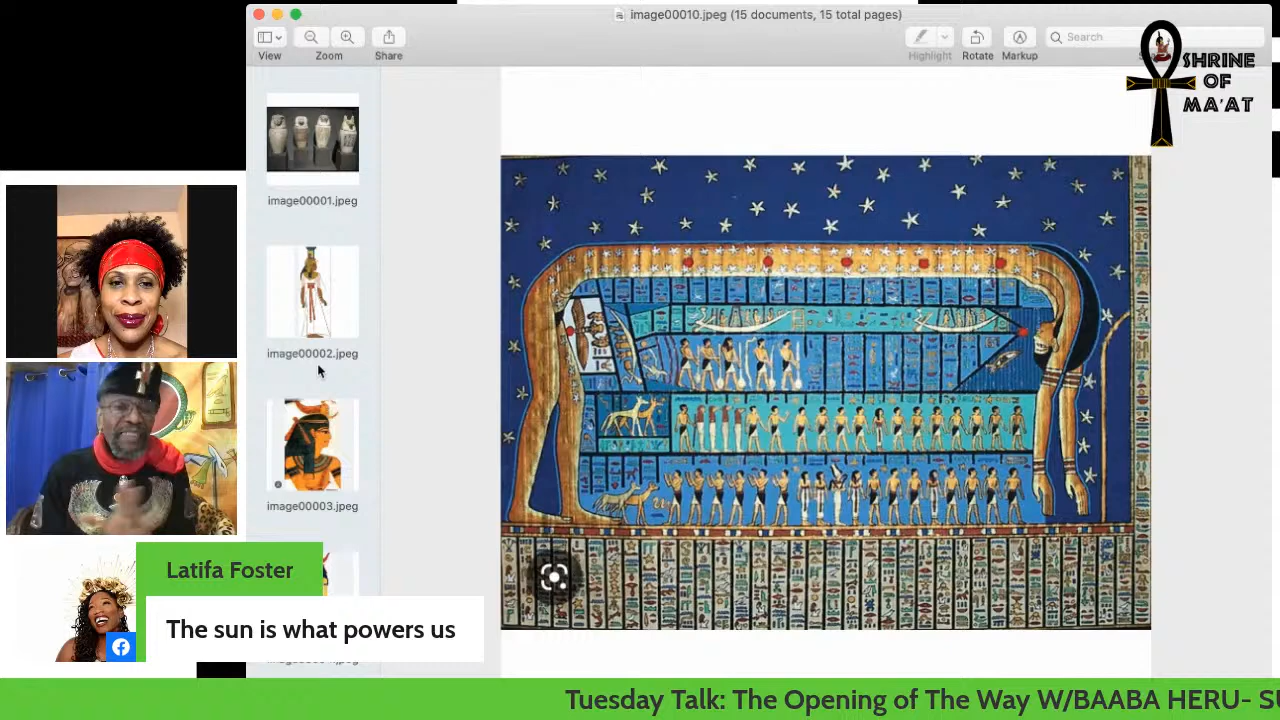 image00010.jpeg (15 documents, 15 total pages)
View
Zoom
Share
Highlight
Rotate
Markup
Search
SHRINE
OF
MA'AT
image00001.jpeg
image00002.jpeg
image00003.jpeg
Latifa Foster
The sun is what powers us
Tuesday Talk: The Opening of The Way W/BAABA HERU-